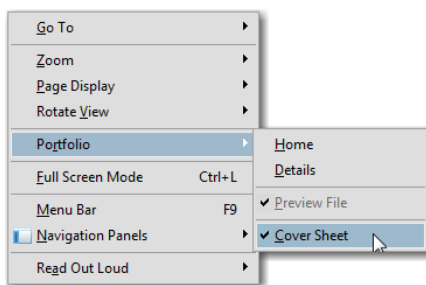 Go To
Zoom
Page Display
Rotate View
Portfolio
Full Screen Mode Ctrl+L
Menu Bar F9
Navigation Panels
Read Out Loud
Home
Details
Preview File
Cover Sheet